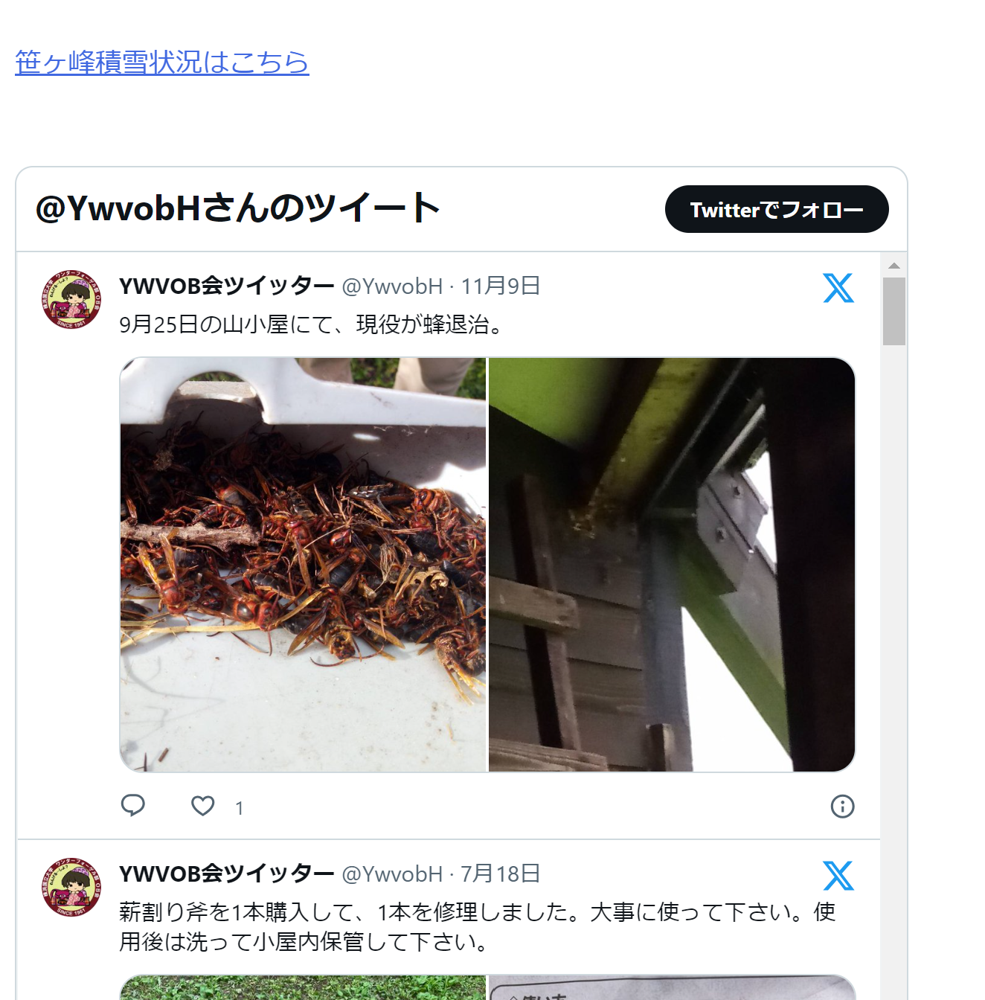 笹ヶ峰積雪状況はこちら
@YwvobHさんのツイート
Twitterでフォロー
YWVOB会ツイッター @YwvobH · 11月9日
9月25日の山小屋にて、現役が蜂退治。
1
YWVOB会ツイッター @YwvobH · 7月18日
薪割り斧を1本購入して、1本を修理しました。大事に使って下さい。使
用後は洗って小屋内保管して下さい。